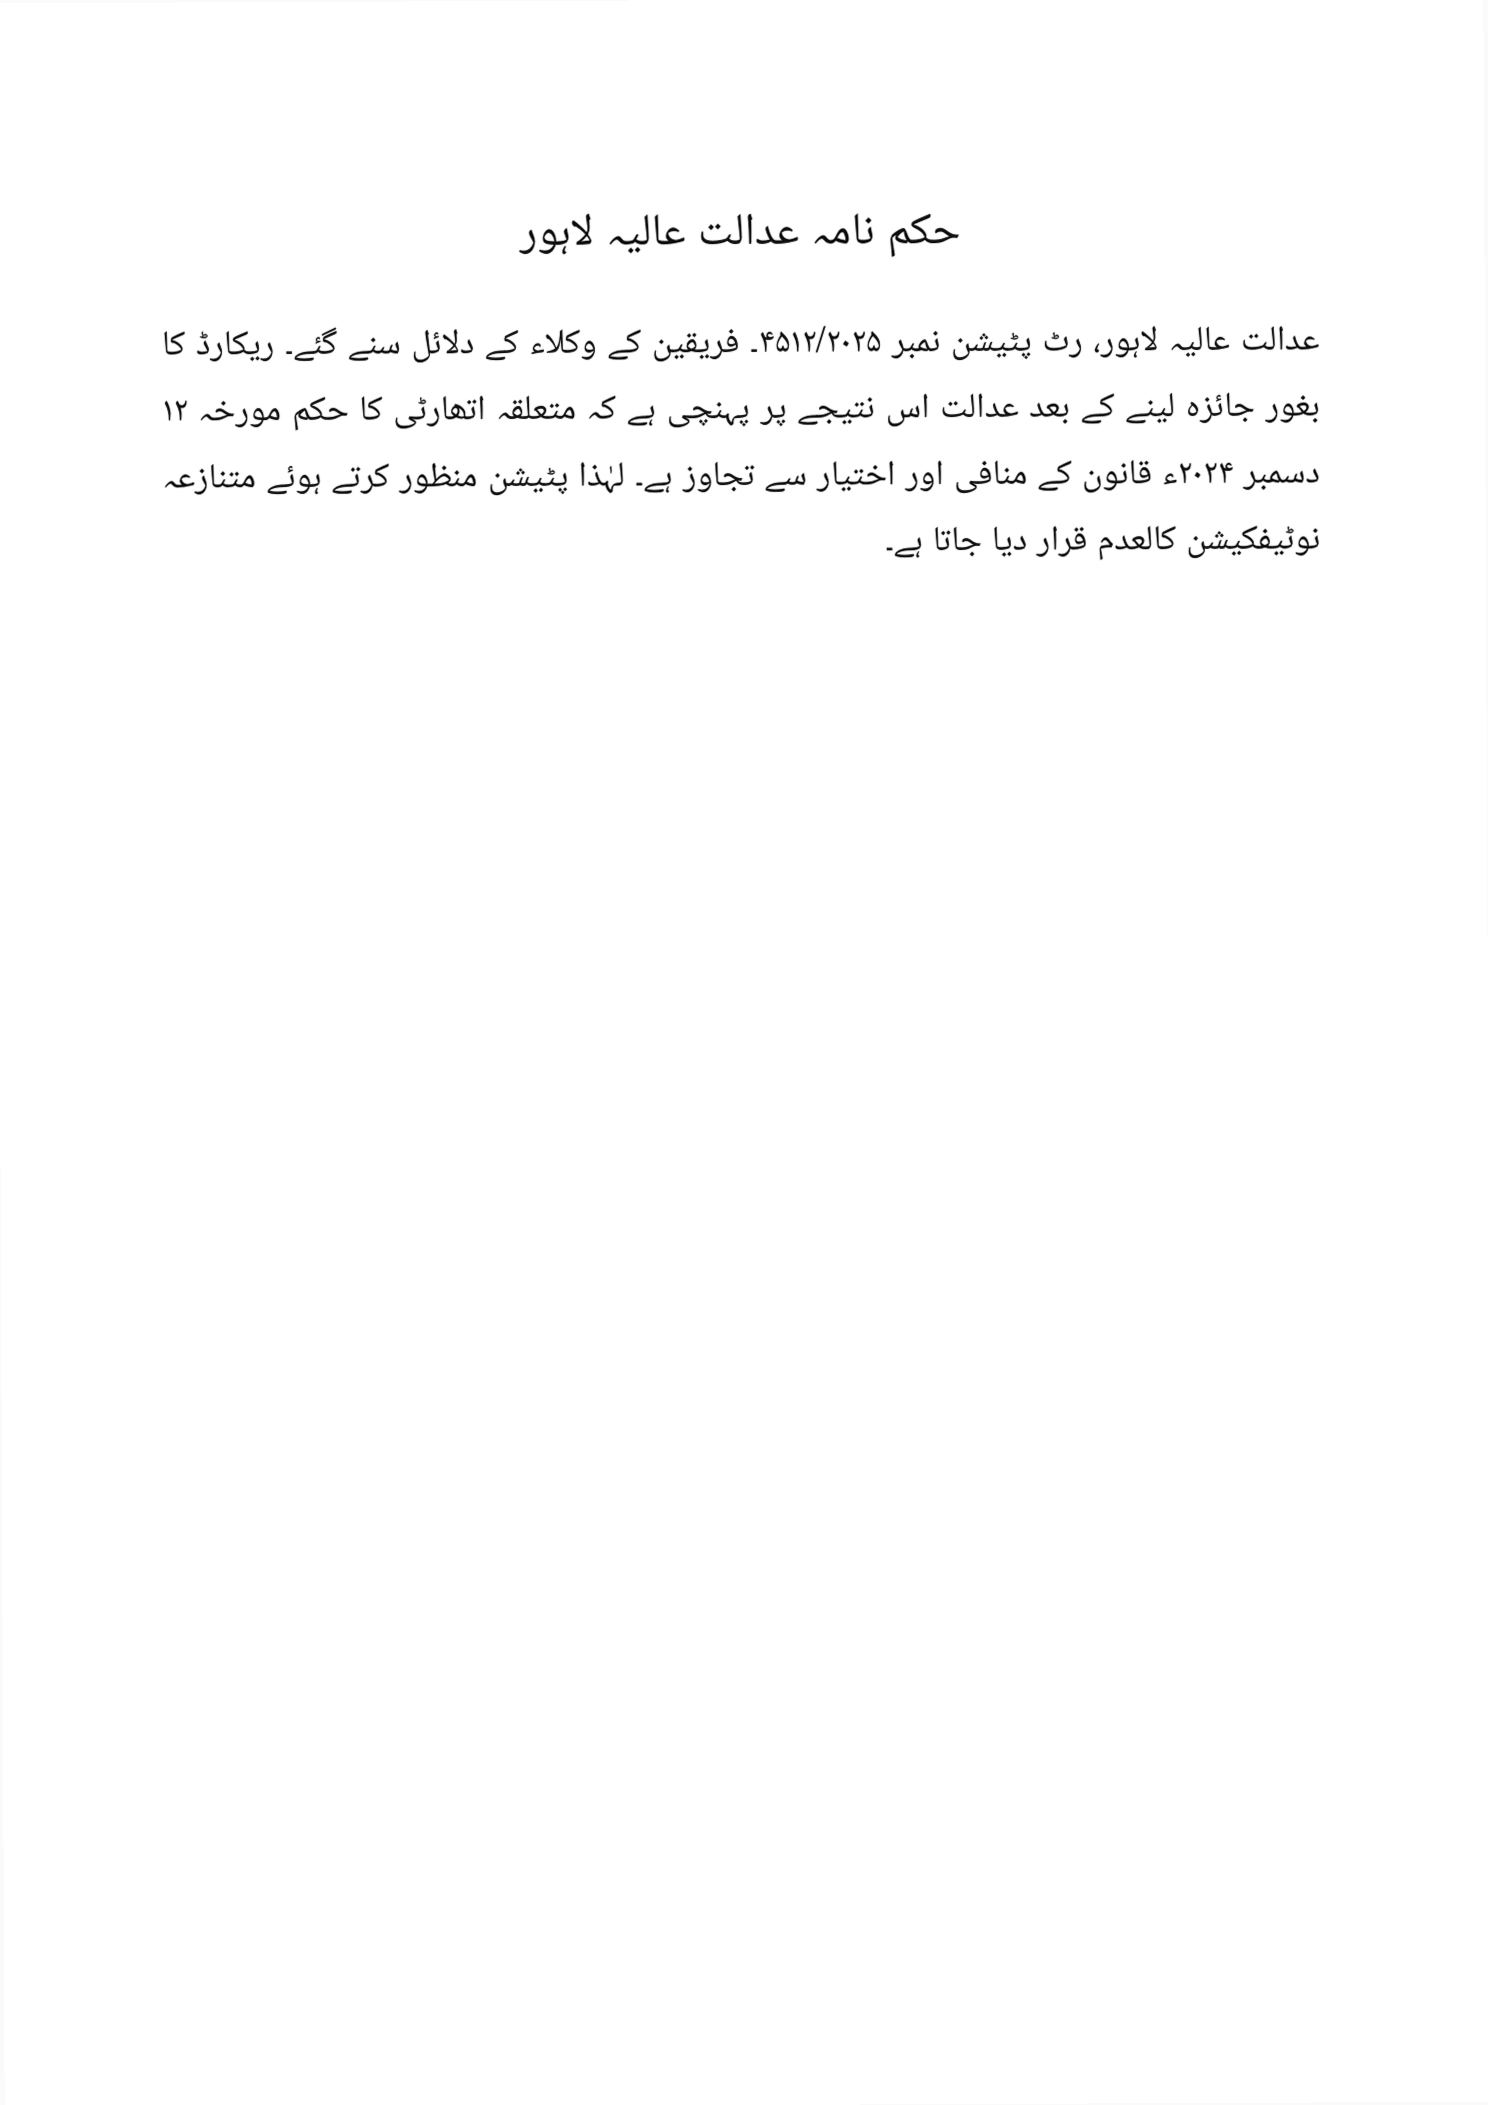 حکم نامہ عدالت عالیہ لاہور
عدالت عالیہ لاہور، رٹ پٹیشن نمبر ۴۵۱۲/۲۰۲۵۔ فریقین کے وکلاء کے دلائل سنے گئے۔ ریکارڈ کا
بغور جائزہ لینے کے بعد عدالت اس نتیجے پر پہنچی ہے کہ متعلقہ اتھارٹی کا حکم مورخہ ۱۲
دسمبر ۲۰۲۴ء قانون کے منافی اور اختیار سے تجاوز ہے۔ لہٰذا پٹیشن منظور کرتے ہوئے متنازعہ
نوٹیفکیشن کالعدم قرار دیا جاتا ہے۔